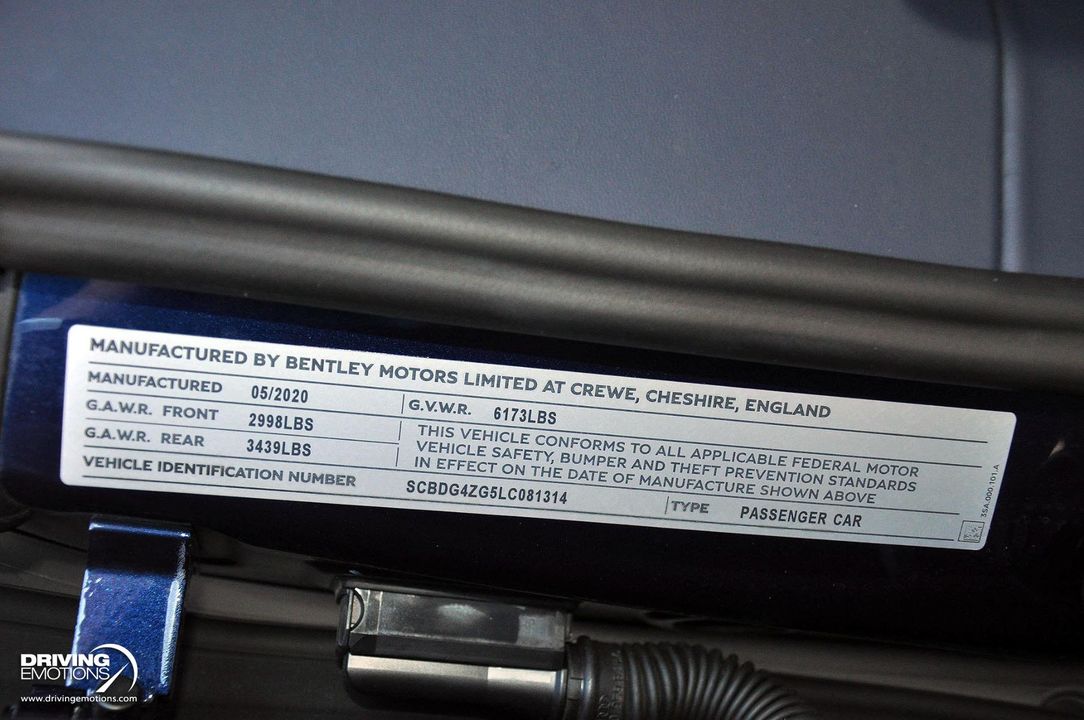 MANUFACTURED BY BENTLEY MOTORS LIMITED AT CREWE, CHESHIRE, ENGLAND
MANUFACTURED 05/2020
G.V.W.R. 6173LBS
G.A.W.R. FRONT 2998LBS
G.A.W.R. REAR 3439LBS
THIS VEHICLE CONFORMS TO ALL APPLICABLE FEDERAL MOTOR
VEHICLE SAFETY, BUMPER AND THEFT PREVENTION STANDARDS
IN EFFECT ON THE DATE OF MANUFACTURE SHOWN ABOVE
VEHICLE IDENTIFICATION NUMBER SCBDG4ZG5LC081314 TYPE PASSENGER CAR
3SA.000.101.A
DRIVING
EMOTIONS
www.drivingemotions.com